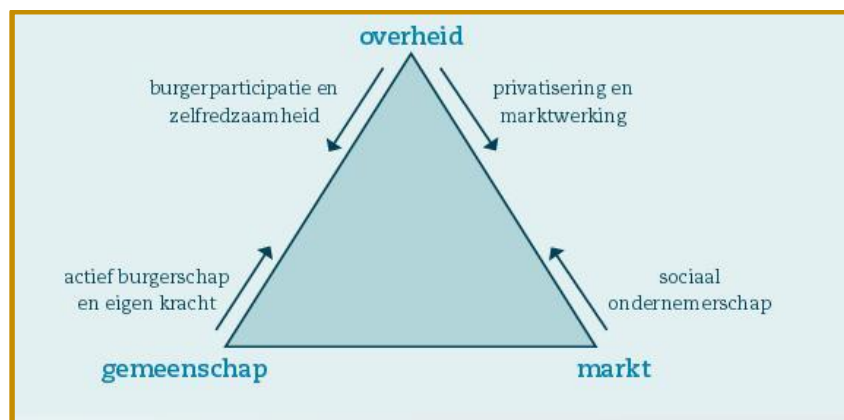 overheid
burgerparticipatie en
zelfredzaamheid
privatisering en
marktwerking
actief burgerschap
en eigen kracht
sociaal
ondernemerschap
gemeenschap
markt